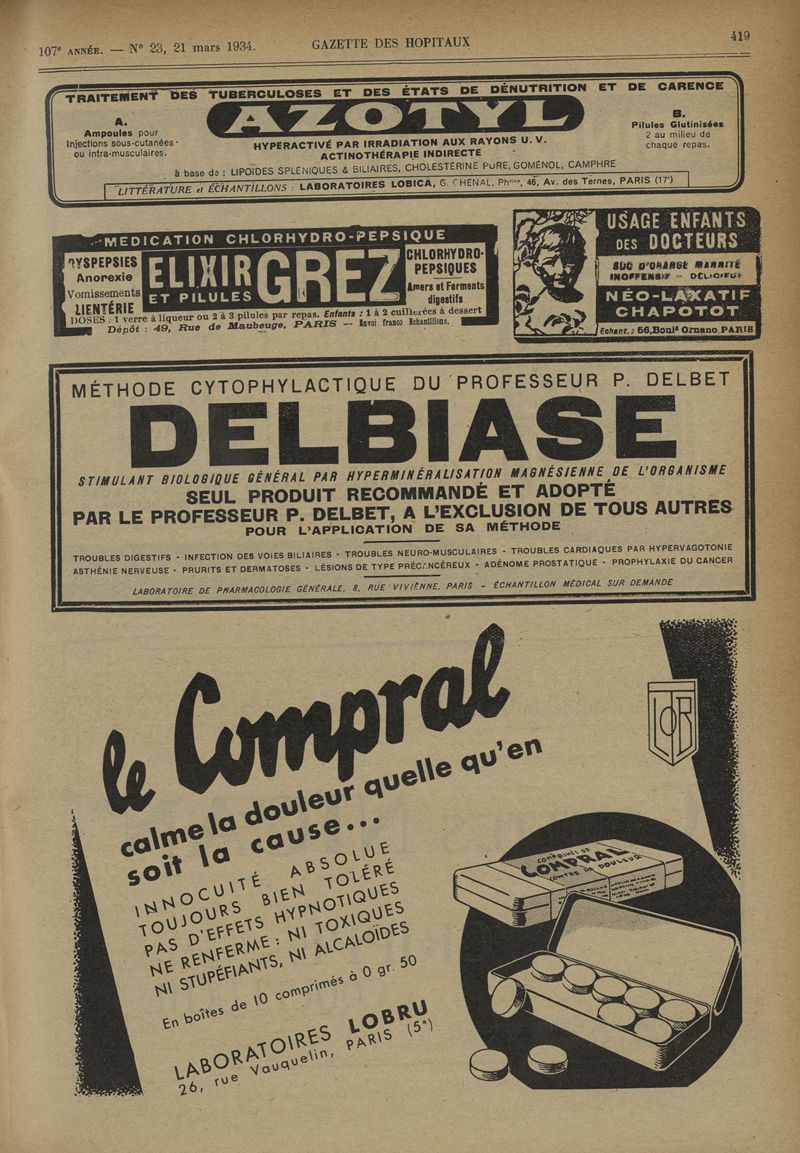 107e ANNÉE. — N° 23, 21 mars 1934.
GAZETTE DES HOPITAUX
419
TRAITEMENT DES TUBERCULOSES ET DES ÉTATS DE DÉNUTRITION ET DE CARENCE
A.
Ampoules pour
Injections sous-cutanées
ou intra-musculaires.
AZOTYL
HYPERACTIVÉ PAR IRRADIATION AUX RAYONS U. V.
ACTINOTHÉRAPIE INDIRECTE
B.
Pilules Glutinisées
2 au milieu de
chaque repas.
à base de : LIPOIDES SPLÉNIQUES & BILIAIRES, CHOLESTÉRINE PURE, GOMÉNOL, CAMPHRE
LITTÉRATURE et ÉCHANTILLONS : LABORATOIRES LOBICA, G. CHENAL, Phcien, 46, Av. des Ternes, PARIS (17e)
MEDICATION CHLORHYDRO-PEPSIQUE
DYSPEPSIES
Anorexie
Vomissements
LIENTÉRIE
ELIXIR
ET PILULES
GREZ
CHLORHYDRO-
PEPSIQUES
Amers et Ferments
digestifs
DOSES : 1 verre à liqueur ou 2 à 3 pilules par repas. Enfants : 1 à 2 cuillerées à dessert
Dépôt : 49, Rue de Maubeuge, PARIS — Envoi franco Echantillons.
USAGE ENFANTS
DES DOCTEURS
SUC D'ORANGE MANNITÉ
INOFFENSIF - DÉLICIEUX
NÉO-LAXATIF
CHAPOTOT
Echant. : 56, Boulᵈ Ornano, PARIS
MÉTHODE CYTOPHYLACTIQUE DU PROFESSEUR P. DELBET
DELBIASE
STIMULANT BIOLOGIQUE GÉNÉRAL PAR HYPERMINÉRALISATION MAGNÉSIENNE DE L'ORGANISME
SEUL PRODUIT RECOMMANDÉ ET ADOPTÉ
PAR LE PROFESSEUR P. DELBET, A L'EXCLUSION DE TOUS AUTRES
POUR L'APPLICATION DE SA MÉTHODE
TROUBLES DIGESTIFS - INFECTION DES VOIES BILIAIRES - TROUBLES NEURO-MUSCULAIRES - TROUBLES CARDIAQUES PAR HYPERVAGOTONIE
ASTHÉNIE NERVEUSE - PRURITS ET DERMATOSES - LÉSIONS DE TYPE PRÉCANCÉREUX - ADÉNOME PROSTATIQUE - PROPHYLAXIE DU CANCER
LABORATOIRE DE PHARMACOLOGIE GÉNÉRALE, 8, RUE VIVIENNE, PARIS - ÉCHANTILLON MÉDICAL SUR DEMANDE
le Compral
calme la douleur quelle qu'en
soit la cause...
LOR
INNOCUITÉ ABSOLUE
TOUJOURS BIEN TOLÉRÉ
PAS D'EFFETS HYPNOTIQUES
NE RENFERME : NI TOXIQUES
NI STUPÉFIANTS, NI ALCALOÏDES
En boîtes de 10 comprimés à 0 gr. 50
LABORATOIRES LOBRU
26, rue Vauquelin, PARIS (5e)
COMPRIMÉS DE
COMPRAL
CONTRE LA DOULEUR